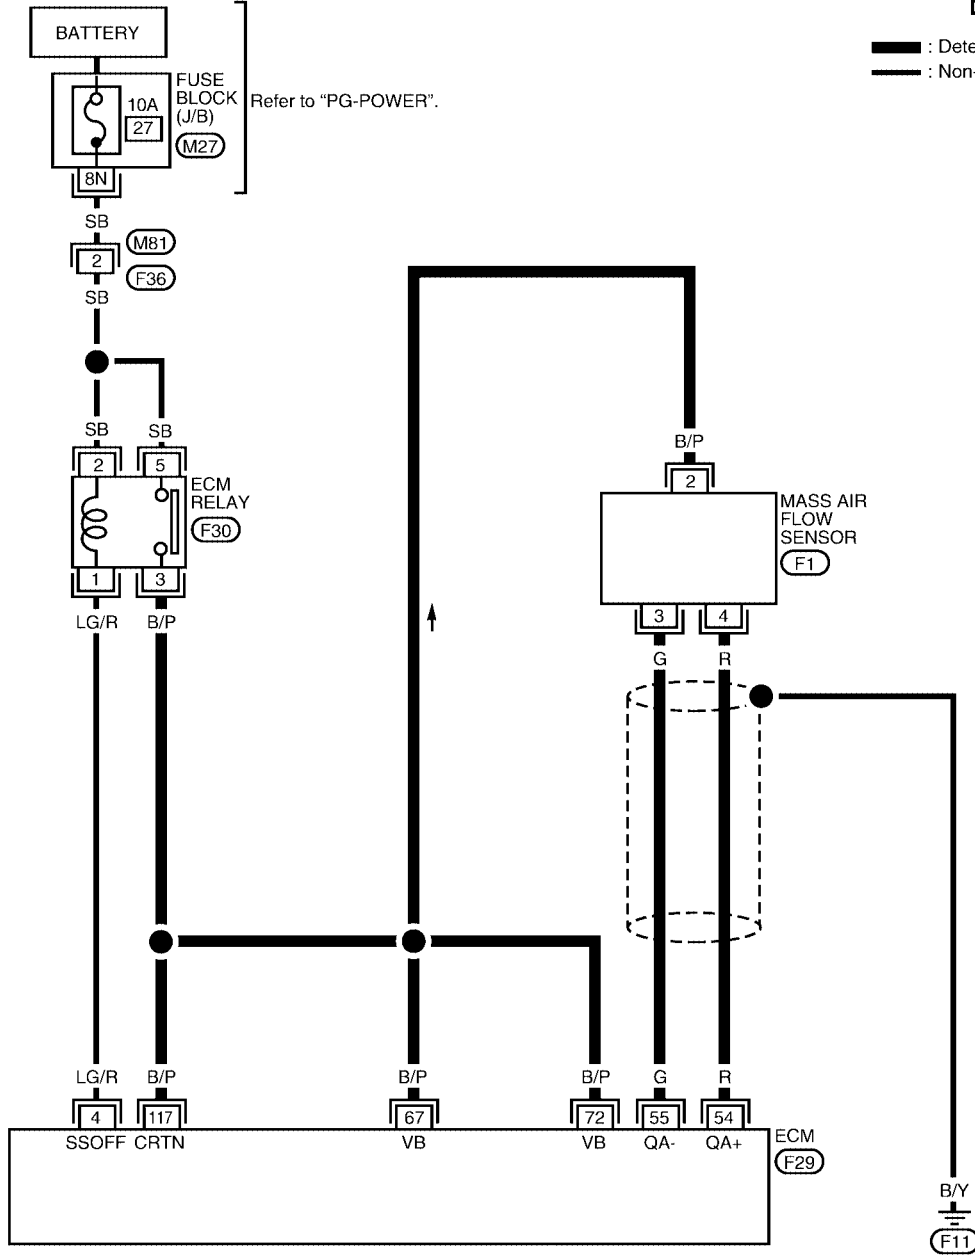 BATTERY
: Dete
: Non-
FUSE
BLOCK
(J/B)
Refer to "PG-POWER".
10A
27
M27
8N
SB
M81
2
F36
SB
SB
SB
B/P
2
5
2
ECM
RELAY
F30
MASS AIR
FLOW
SENSOR
F1
1
3
3
4
LG/R
B/P
G
R
LG/R
B/P
B/P
B/P
G
R
4
117
67
72
55
54
SSOFF
CRTN
VB
VB
QA-
QA+
ECM
F29
B/Y
F11